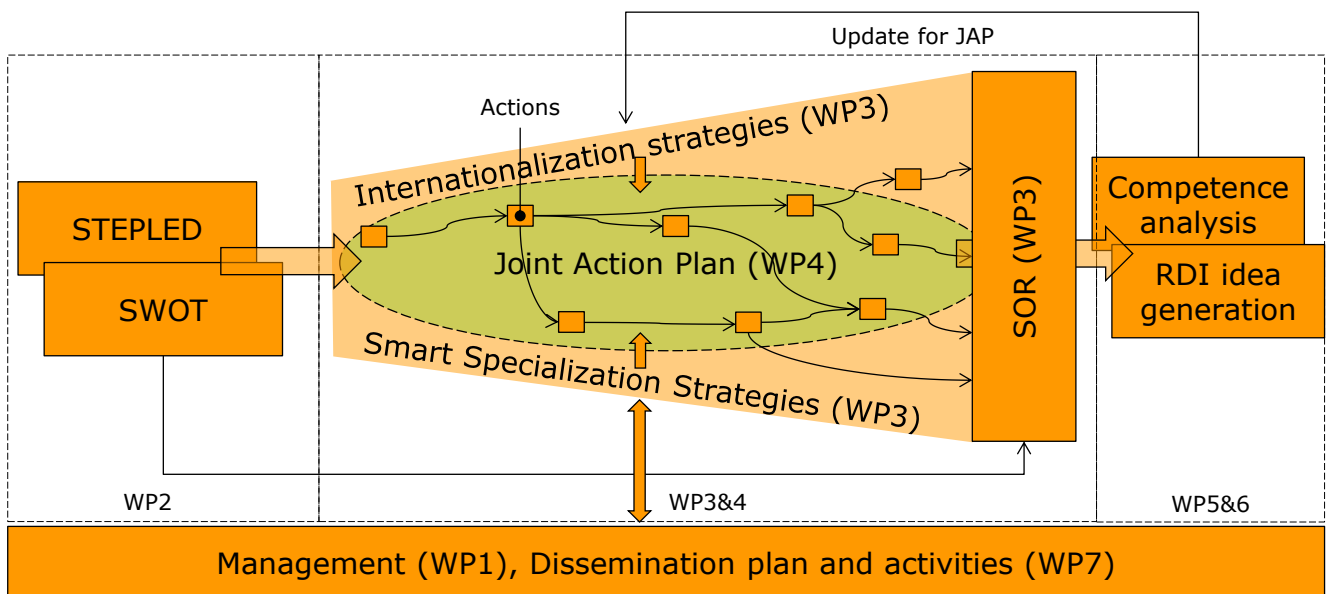 Update for JAP
Actions
Internationalization strategies (WP3)
STEPLED
SWOT
Joint Action Plan (WP4)
SOR (WP3)
Competence
analysis
RDI idea
generation
Smart Specialization Strategies (WP3)
WP2
WP3&4
WP5&6
Management (WP1), Dissemination plan and activities (WP7)